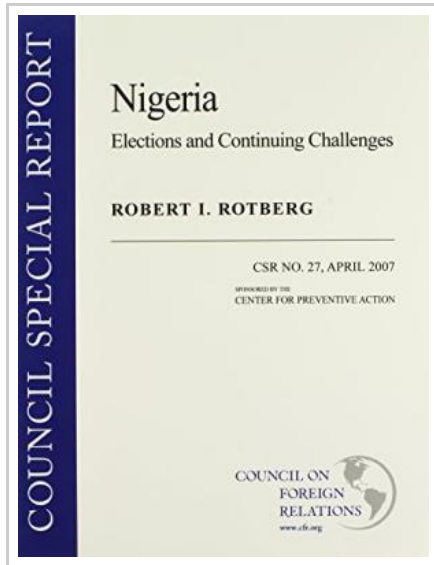 COUNCIL SPECIAL REPORT
Nigeria
Elections and Continuing Challenges
ROBERT I. ROTBERG
CSR NO. 27, APRIL 2007
SPONSORED BY THE
CENTER FOR PREVENTIVE ACTION
COUNCIL ON
FOREIGN
RELATIONS
www.cfr.org